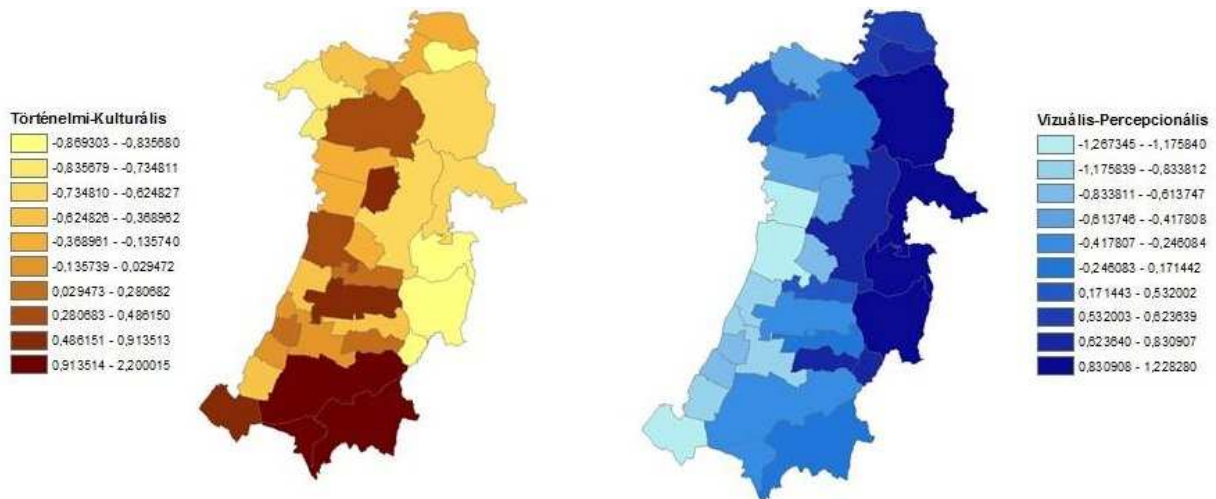 Történelmi-Kulturális
-0,869303 - -0,835680
-0,835679 - -0,734811
-0,734810 - -0,624827
-0,624826 - -0,368962
-0,368961 - -0,135740
-0,135739 - 0,029472
0,029473 - 0,280682
0,280683 - 0,486150
0,486151 - 0,913513
0,913514 - 2,200015
Vizuális-Percepcionális
-1,267345 - -1,175840
-1,175839 - -0,833812
-0,833811 - -0,613747
-0,613746 - -0,417808
-0,417807 - -0,246084
-0,246083 - 0,171442
0,171443 - 0,532002
0,532003 - 0,623639
0,623640 - 0,830907
0,830908 - 1,228280